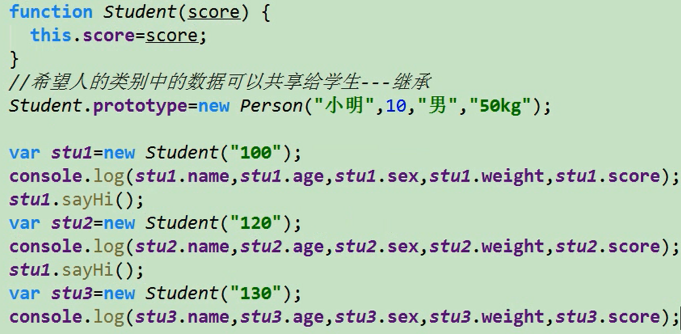 function Student(score) {
  this.score=score;
}
//希望人的类别中的数据可以共享给学生---继承
Student.prototype=new Person("小明",10,"男","50kg");

var stu1=new Student("100");
console.log(stu1.name,stu1.age,stu1.sex,stu1.weight,stu1.score);
stu1.sayHi();
var stu2=new Student("120");
console.log(stu2.name,stu2.age,stu2.sex,stu2.weight,stu2.score);
stu1.sayHi();
var stu3=new Student("130");
console.log(stu3.name,stu3.age,stu3.sex,stu3.weight,stu3.score);